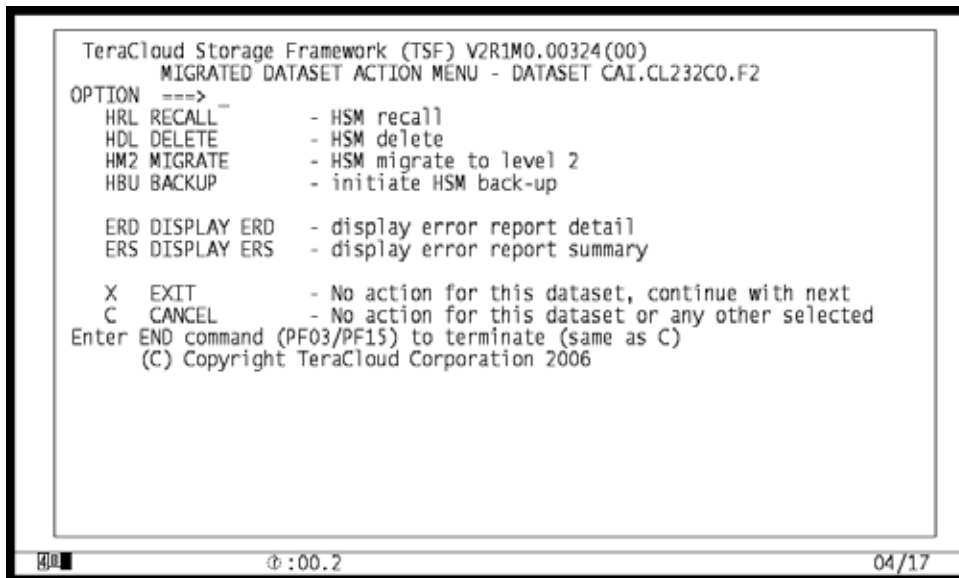 TeraCloud Storage Framework (TSF) V2R1M0.00324(00)
MIGRATED DATASET ACTION MENU - DATASET CAI.CL232C0.F2
OPTION ===> _
HRL RECALL - HSM recall
HDL DELETE - HSM delete
HM2 MIGRATE - HSM migrate to level 2
HBU BACKUP - initiate HSM back-up
ERD DISPLAY ERD - display error report detail
ERS DISPLAY ERS - display error report summary
X EXIT - No action for this dataset, continue with next
C CANCEL - No action for this dataset or any other selected
Enter END command (PF03/PF15) to terminate (same as C)
(C) Copyright TeraCloud Corporation 2006
:00.2 04/17